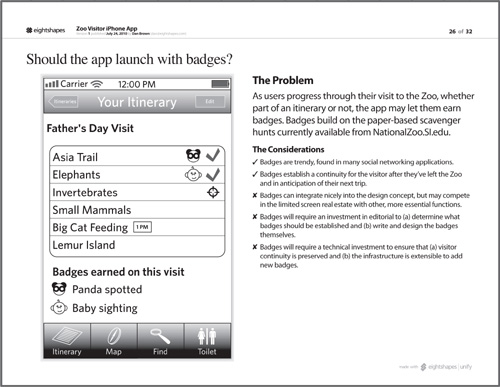 eightshapes
Zoo Visitor iPhone App
July 26, 2010
Dan Brown
26 of 32
Should the app launch with badges?
Carrier 12:00 PM
Itineraries Your Itinerary Edit
Father's Day Visit
Asia Trail
Elephants
Invertebrates
Small Mammals
Big Cat Feeding 1 PM
Lemur Island
Badges earned on this visit
Panda spotted
Baby sighting
Itinerary Map Find Toilet
The Problem
As users progress through their visit to the Zoo, whether
part of an itinerary or not, the app may let them earn
badges. Badges build on the paper-based scavenger
hunts currently available from NationalZoo.SI.edu.
The Considerations
✓ Badges are trendy, found in many social networking applications.
✓ Badges establish a continuity for the visitor after they've left the Zoo
and in anticipation of their next trip.
✘ Badges can integrate nicely into the design concept, but may compete
in the limited screen real estate with other, more essential functions.
✘ Badges will require an investment in editorial to (a) determine what
badges should be established and (b) write and design the badges
themselves.
✘ Badges will require a technical investment to ensure that (a) visitor
continuity is preserved and (b) the infrastructure is extensible to add
new badges.
made with eightshapes | unify